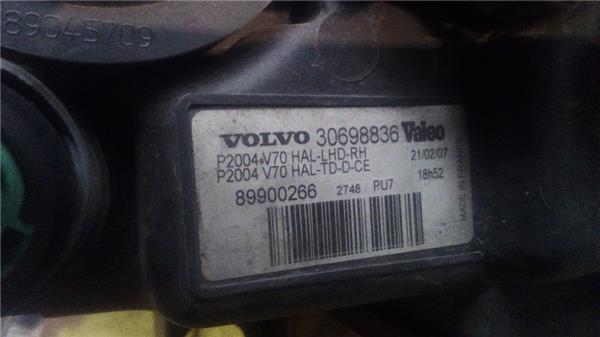 89045709
VOLVO 30698836 Valeo
P2004 V70 HAL-LHD-RH 21/02/07
P2004 V70 HAL-TD-D-CE 18h52
89900266 2748 PU7
MADE IN FRANCE